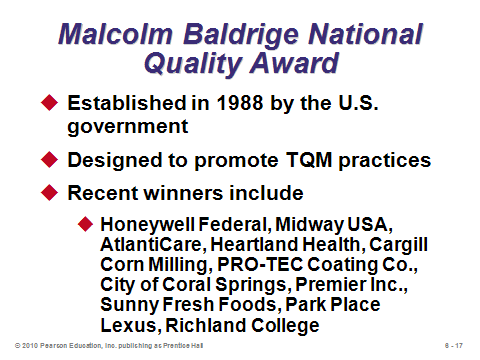 Malcolm Baldrige National
Quality Award
Established in 1988 by the U.S.
government
Designed to promote TQM practices
Recent winners include
Honeywell Federal, Midway USA,
AtlantiCare, Heartland Health, Cargill
Corn Milling, PRO-TEC Coating Co.,
City of Coral Springs, Premier Inc.,
Sunny Fresh Foods, Park Place
Lexus, Richland College
© 2010 Pearson Education, Inc. publishing as Prentice Hall
6 - 17